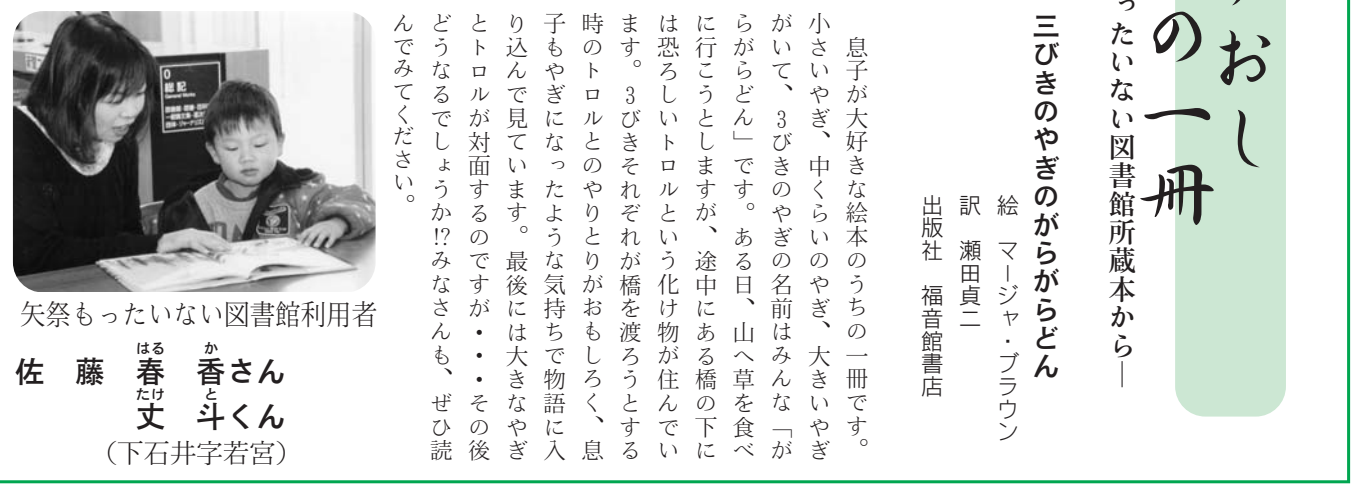 おし
の一冊
ったいない図書館所蔵本から―
三びきのやぎのがらがらどん
絵　マージャ・ブラウン
訳　瀬田貞二
出版社　福音館書店
息子が大好きな絵本のうちの一冊です。
小さいやぎ、中くらいのやぎ、大きいやぎ
がいて、3びきのやぎの名前はみんな「が
らがらどん」です。ある日、山へ草を食べ
に行こうとしますが、途中にある橋の下に
は恐ろしいトロルという化け物が住んでい
ます。3びきそれぞれが橋を渡ろうとする
時のトロルとのやりとりがおもしろく、息
子もやぎになったような気持ちで物語に入
り込んで見ています。最後には大きなやぎ
とトロルが対面するのですが・・・その後
どうなるでしょうか!?みなさんも、ぜひ読
んでみてください。
0
総記
General Works
矢祭もったいない図書館利用者
はる　か
佐　藤　春　香さん
たけ　と
丈　斗くん
（下石井字若宮）